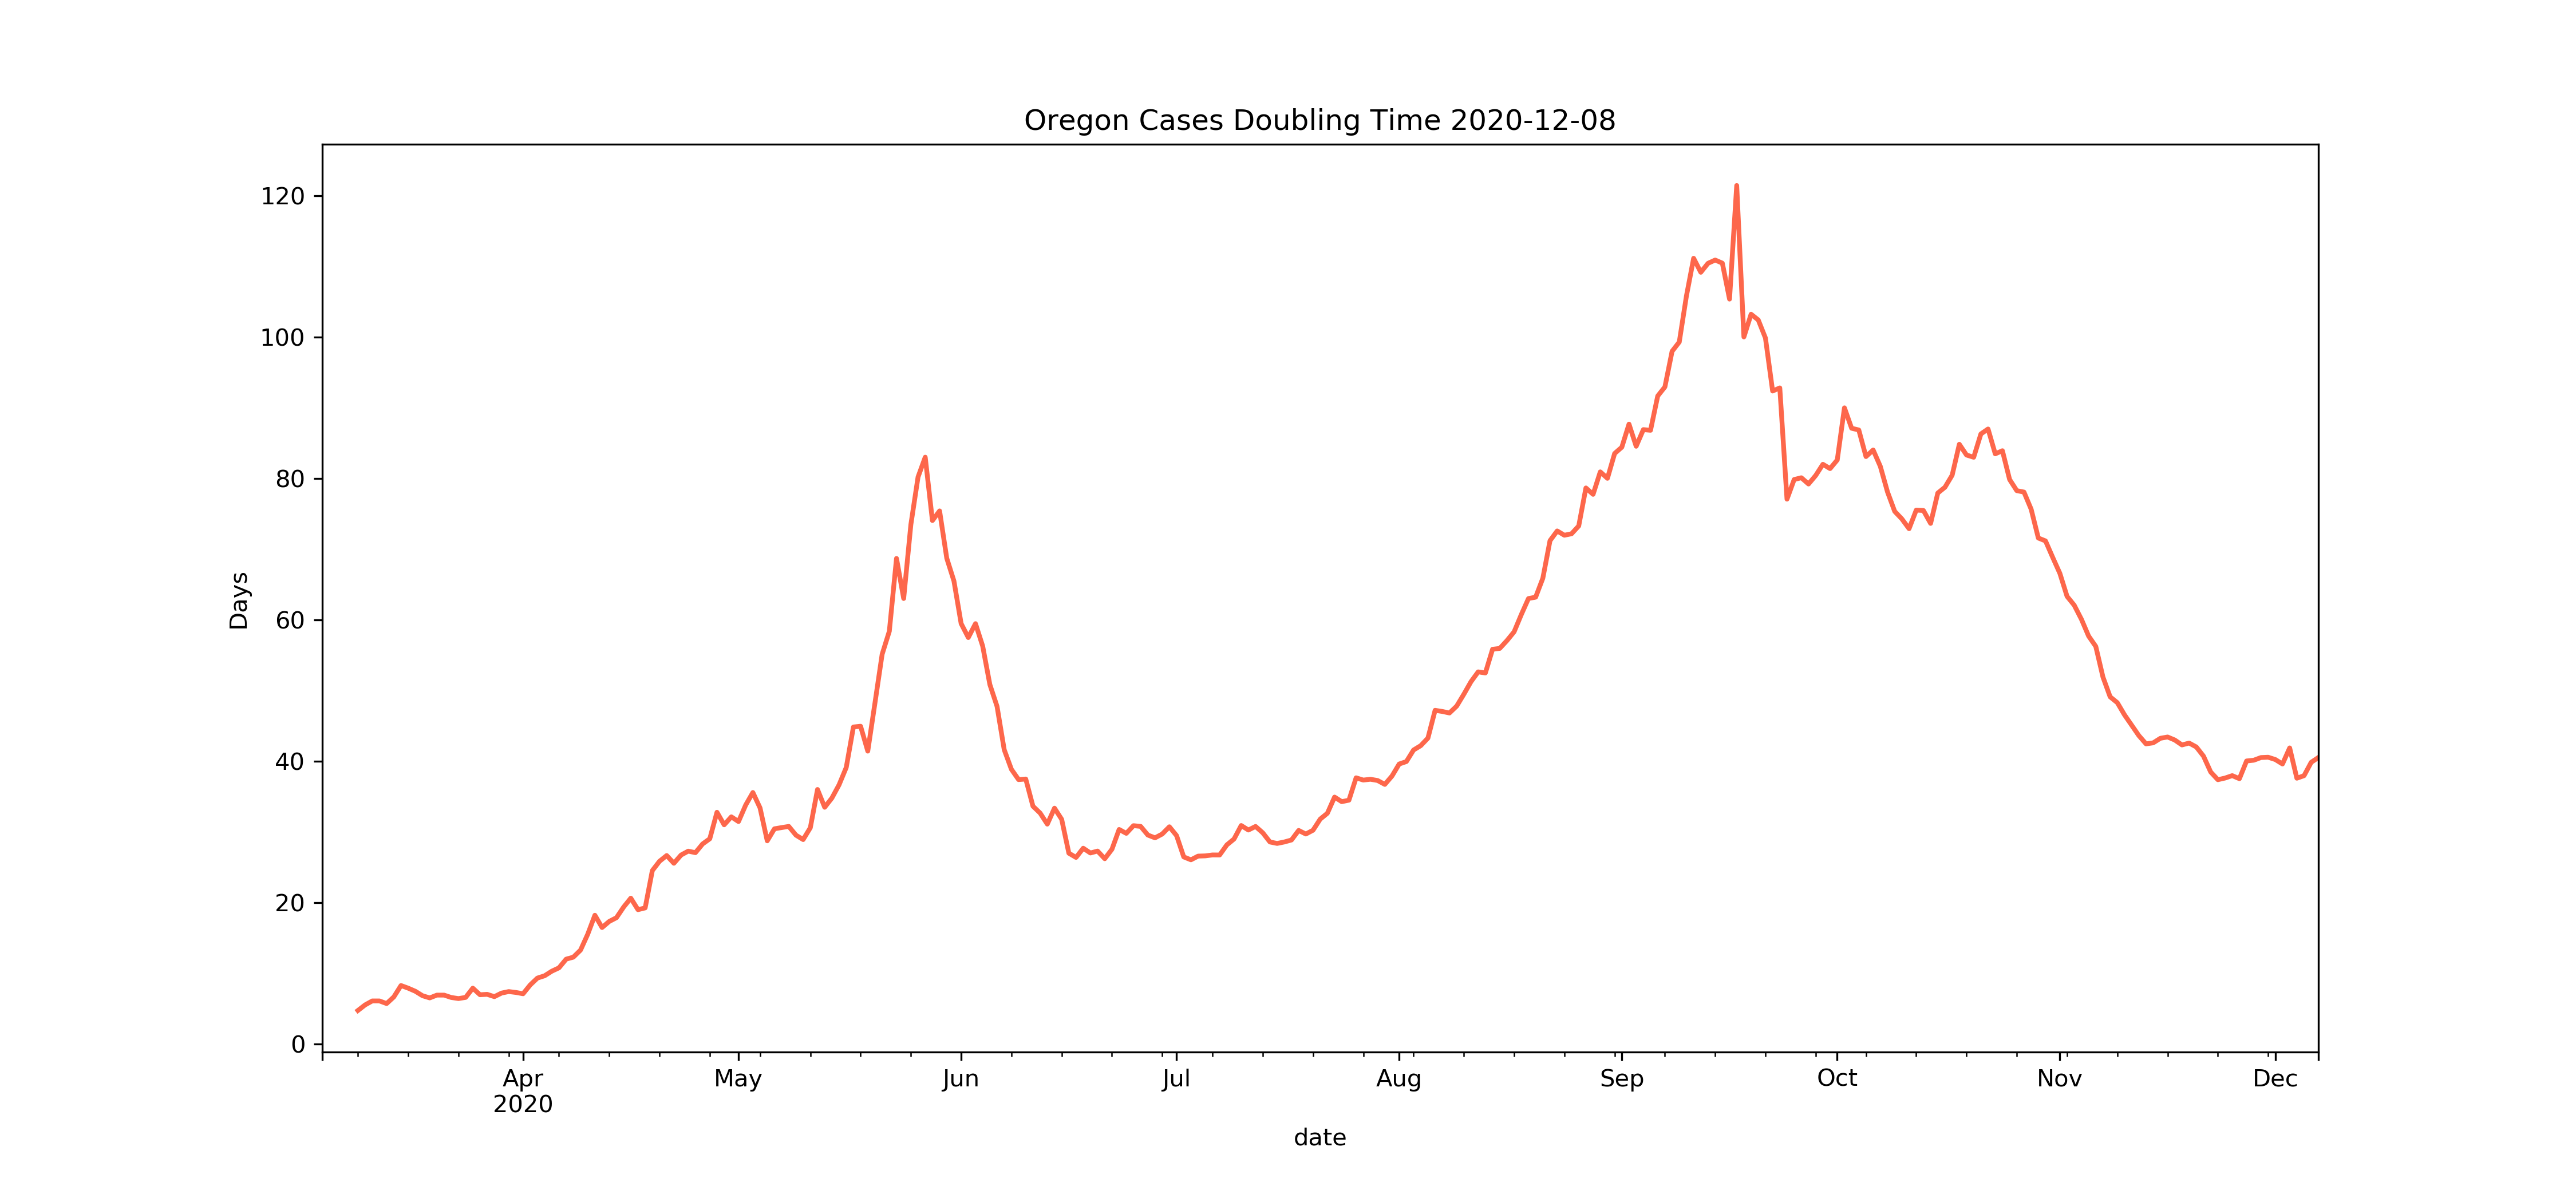 Oregon Cases Doubling Time 2020-12-08
120
100
80
60
40
20
0
Days
Apr May Jun Jul Aug Sep Oct Nov Dec
2020
date